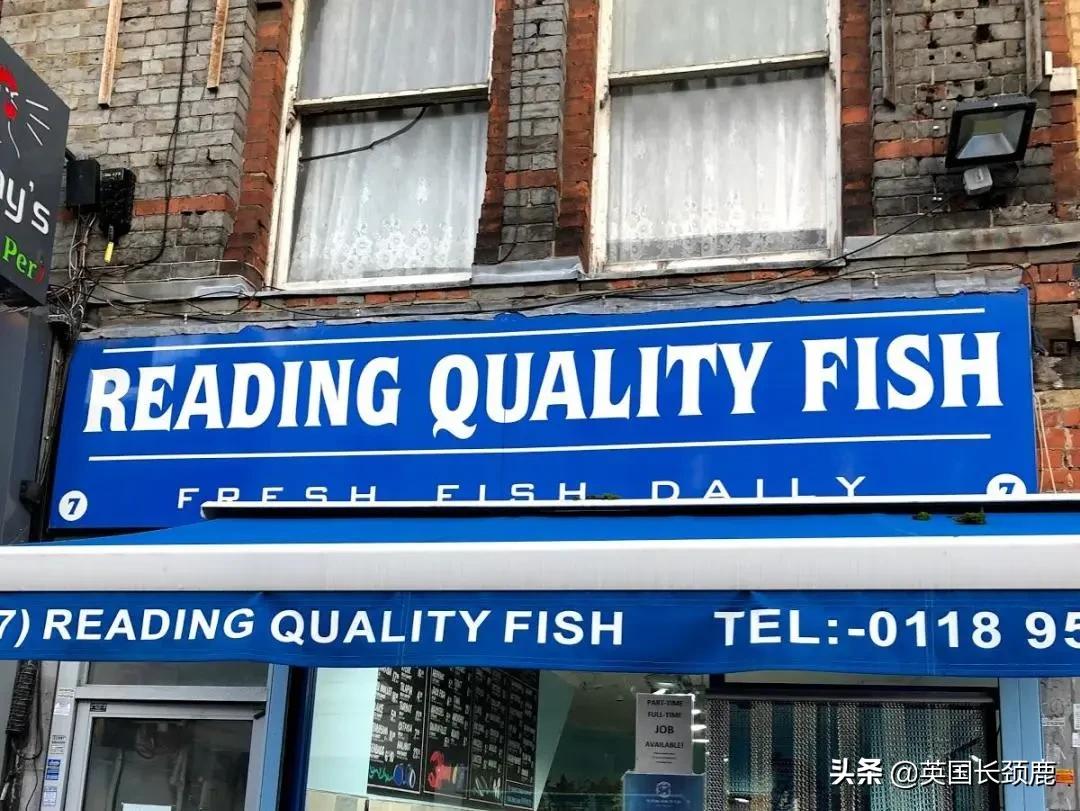 y's
Peri
READING QUALITY FISH
7
FRESH FISH DAILY
7
7) READING QUALITY FISH TEL:-0118 95
PART-TIME
FULL-TIME
JOB
AVAILABLE!
头条 @英国长颈鹿